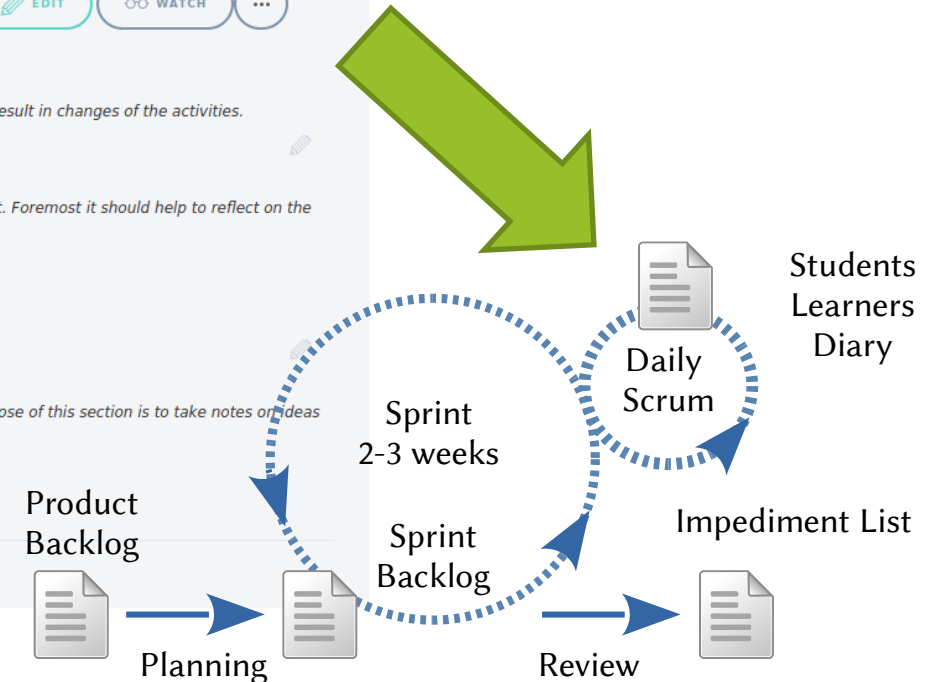 EDIT
WATCH
...
esult in changes of the activities.
. Foremost it should help to reflect on the
ose of this section is to take notes on ideas
Students
Learners
Diary
Daily
Scrum
Sprint
2-3 weeks
Product
Backlog
Sprint
Backlog
Impediment List
Planning
Review